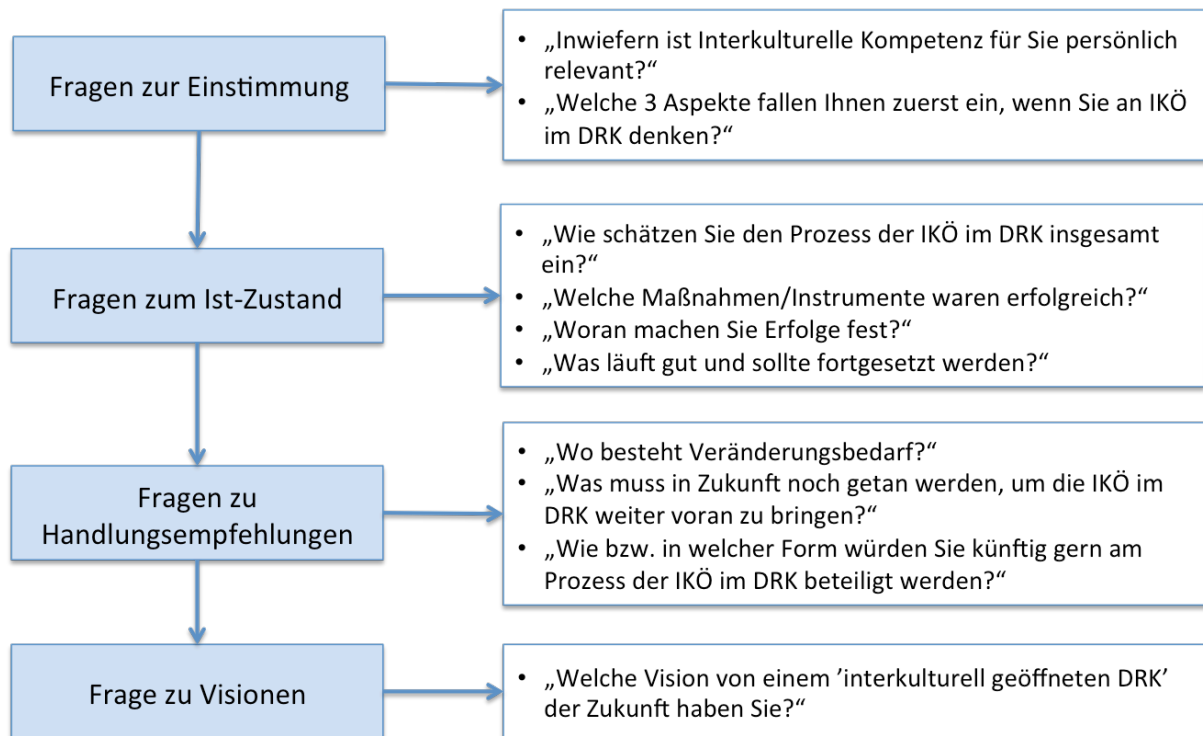 Fragen zur Einstimmung
• „Inwiefern ist Interkulturelle Kompetenz für Sie persönlich
relevant?“
• „Welche 3 Aspekte fallen Ihnen zuerst ein, wenn Sie an IKÖ
im DRK denken?“
Fragen zum Ist-Zustand
• „Wie schätzen Sie den Prozess der IKÖ im DRK insgesamt
ein?“
• „Welche Maßnahmen/Instrumente waren erfolgreich?“
• „Woran machen Sie Erfolge fest?“
• „Was läuft gut und sollte fortgesetzt werden?“
Fragen zu
Handlungsempfehlungen
• „Wo besteht Veränderungsbedarf?“
• „Was muss in Zukunft noch getan werden, um die IKÖ im
DRK weiter voran zu bringen?“
• „Wie bzw. in welcher Form würden Sie künftig gern am
Prozess der IKÖ im DRK beteiligt werden?“
Frage zu Visionen
• „Welche Vision von einem ’interkulturell geöffneten DRK’
der Zukunft haben Sie?“